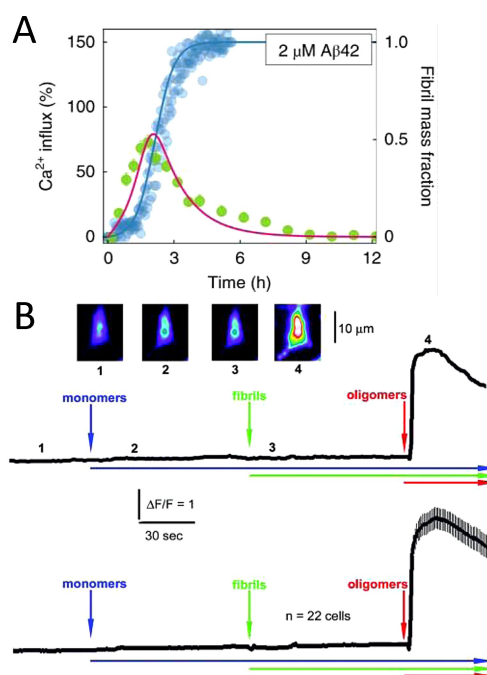 A
2 μM Aβ42
Ca2+ influx (%)
150
100
50
0
1.0
0.5
0
Fibril mass fraction
0
3
6
9
12
Time (h)
B
1
2
3
4
10 μm
4
monomers
fibrils
oligomers
1
2
3
ΔF/F = 1
30 sec
monomers
fibrils
oligomers
n = 22 cells